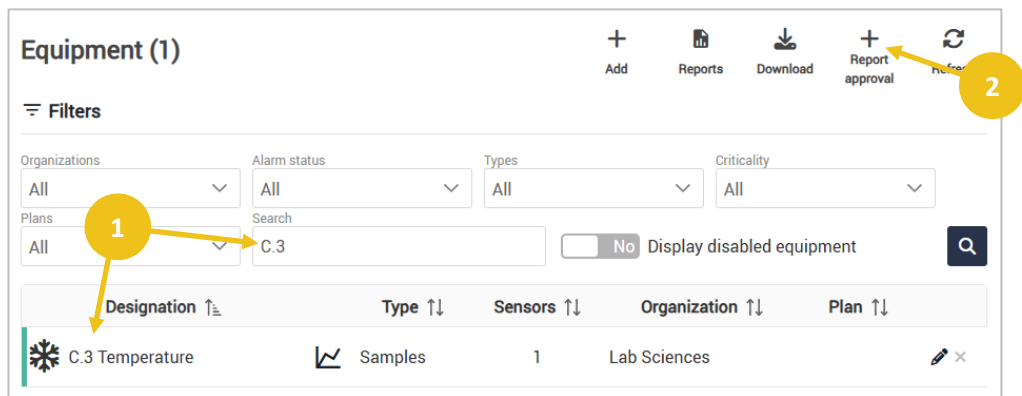 Equipment (1)
Add
Reports
Download
Report
approval
2
Filters
Organizations
Alarm status
Types
Criticality
All
All
All
All
Plans
Search
1
All
C.3
No
Display disabled equipment
Designation Type Sensors Organization Plan
C.3 Temperature Samples 1 Lab Sciences